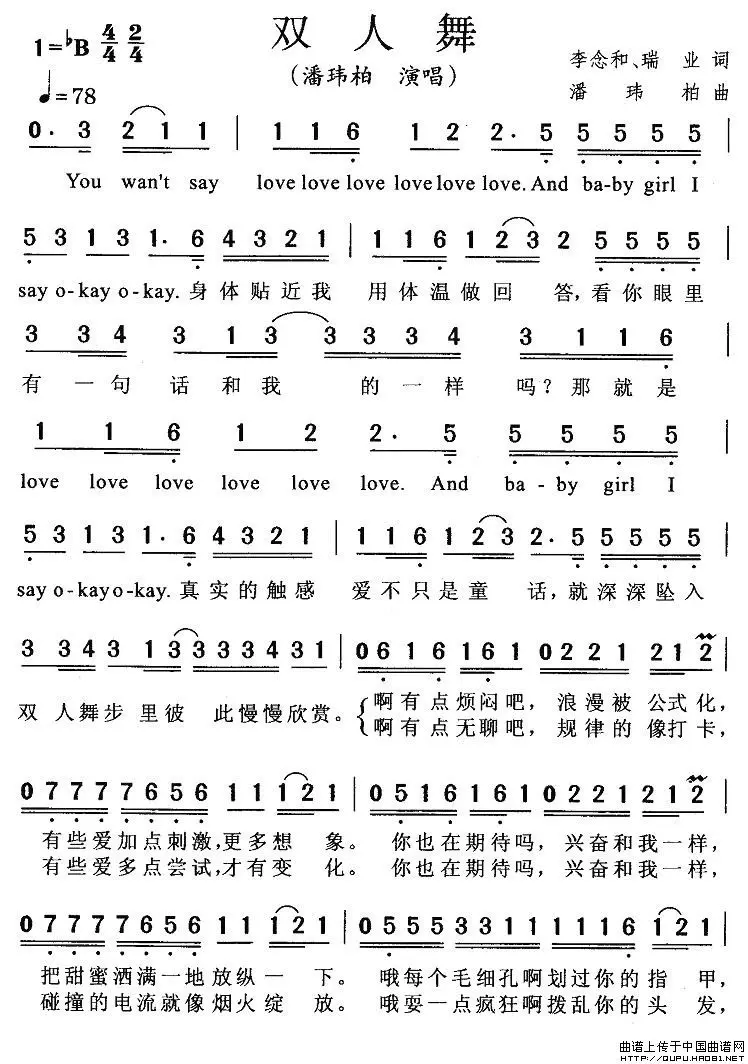 双 人 舞
1=♭B 4/4 2/4
(潘玮柏 演唱)
李念和、瑞 业 词
♩=78
潘 玮 柏 曲
0· 3 2 1 1 | 1 1 6 1 2 2· 5 5 5 5 5 |
You wan't say love love love love love love. And ba-by girl I
5 3 1 3 1· 6 4 3 2 1 | 1 1 6 1 2 3 2 5 5 5 5 |
say o-kay o-kay. 身 体 贴 近 我 用 体 温 做 回 答, 看 你 眼 里
3 3 4 3 1 3 3 3 3 4 3 1 1 6 |
有 一 句 话 和 我 的 一 样 吗? 那 就 是
1 1 6 1 2 2· 5 5 5 5 5 |
love love love love love love. And ba - by girl I
5 3 1 3 1· 6 4 3 2 1 | 1 1 6 1 2 3 2· 5 5 5 5 5 |
say o-kay o-kay. 真 实 的 触 感 爱 不 只 是 童 话, 就 深 深 坠 入
3 3 4 3 1 3 3 3 3 4 3 1 | 0 6 1 6 1 6 1 0 2 2 1 2 1 2 |
双 人 舞 步 里 彼 此 慢 慢 欣 赏。 啊 有 点 烦 闷 吧, 浪 漫 被 公 式 化,
啊 有 点 无 聊 吧, 规 律 的 像 打 卡,
0 7 7 7 7 7 6 5 6 1 1 1 2 1 | 0 5 1 6 1 6 1 0 2 2 2 1 2 1 2 |
有 些 爱 加 点 刺 激, 更 多 想 象。 你 也 在 期 待 吗, 兴 奋 和 我 一 样,
有 些 爱 多 点 尝 试, 才 有 变 化。 你 也 在 期 待 吗, 兴 奋 和 我 一 样,
0 7 7 7 7 7 6 5 6 1 1 1 2 1 | 0 5 5 5 3 3 1 1 1 1 1 6 1 2 1 |
把 甜 蜜 洒 满 一 地 放 纵 一 下。 哦 每 个 毛 细 孔 啊 划 过 你 的 指 甲,
碰 撞 的 电 流 就 像 烟 火 绽 放。 哦 要 一 点 疯 狂 啊 拨 乱 你 的 头 发,
曲谱上传于中国曲谱网
HTTP://QUPU.HAO81.NET